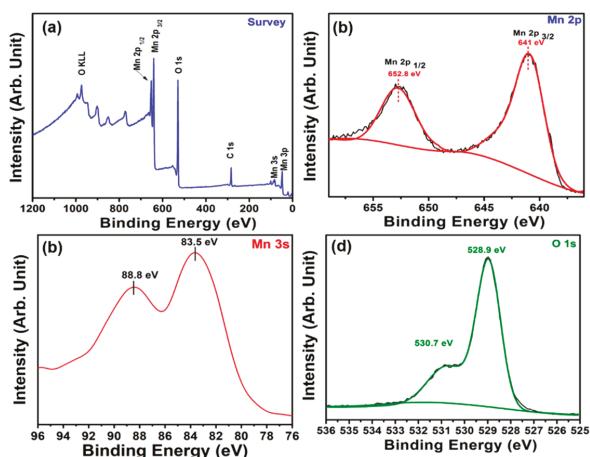 (a)
Survey
Intensity (Arb. Unit)
O KLL
Mn 2p 1/2
Mn 2p 3/2
O 1s
C 1s
Mn 3s
Mn 3p
1200 1000 800 600 400 200 0
Binding Energy (eV)
(b)
Mn 2p
Intensity (Arb. Unit)
Mn 2p 1/2
652.8 eV
Mn 2p 3/2
641 eV
655 650 645 640
Binding Energy (eV)
(b)
Mn 3s
Intensity (Arb. Unit)
88.8 eV
83.5 eV
96 94 92 90 88 86 84 82 80 78 76
Binding Energy (eV)
(d)
O 1s
Intensity (Arb. Unit)
530.7 eV
528.9 eV
536 535 534 533 532 531 530 529 528 527 526 525
Binding Energy (eV)